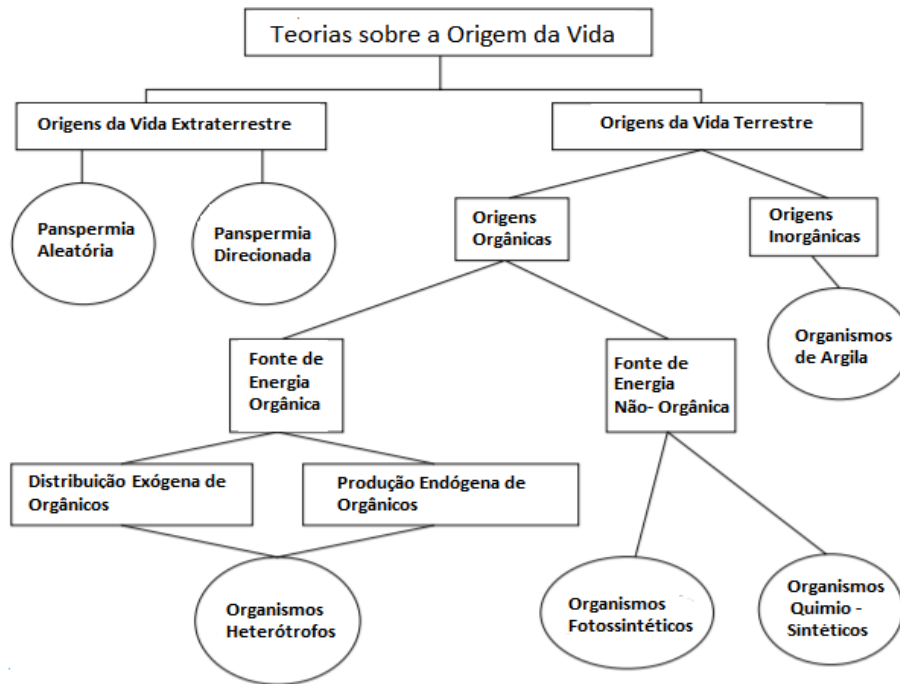 Teorias sobre a Origem da Vida
Origens da Vida Extraterrestre
Origens da Vida Terrestre
Panspermia
Aleatória
Panspermia
Direcionada
Origens
Orgânicas
Origens
Inorgânicas
Organismos
de Argila
Fonte de
Energia
Orgânica
Fonte de
Energia
Não- Orgânica
Distribuição Exógena de
Orgânicos
Produção Endógena de
Orgânicos
Organismos
Heterótrofos
Organismos
Fotossintéticos
Organismos
Quimio -
Sintéticos